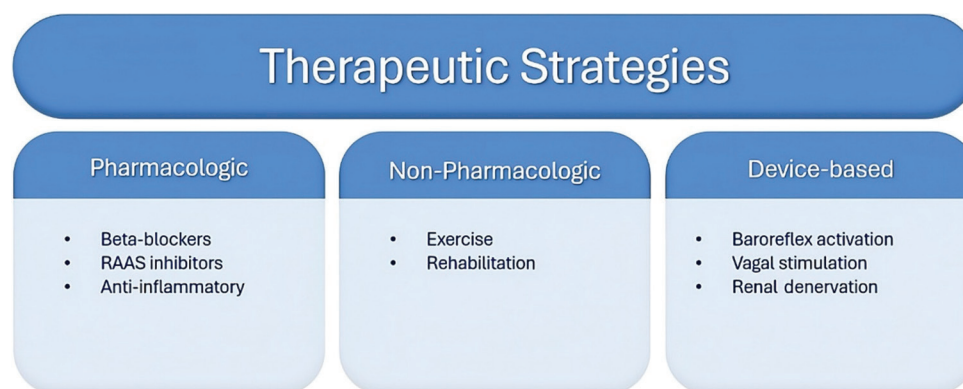 Therapeutic Strategies
Pharmacologic
• Beta-blockers
• RAAS inhibitors
• Anti-inflammatory
Non-Pharmacologic
• Exercise
• Rehabilitation
Device-based
• Baroreflex activation
• Vagal stimulation
• Renal denervation